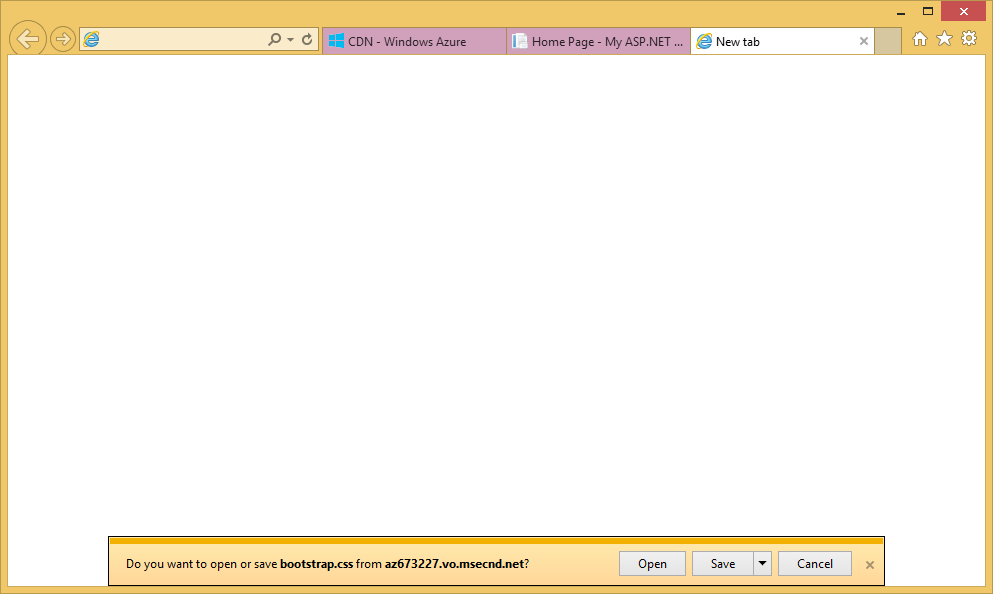 CDN - Windows Azure
Home Page - My ASP.NET ...
New tab
Do you want to open or save bootstrap.css from az673227.vo.msecnd.net?
Open
Save
Cancel